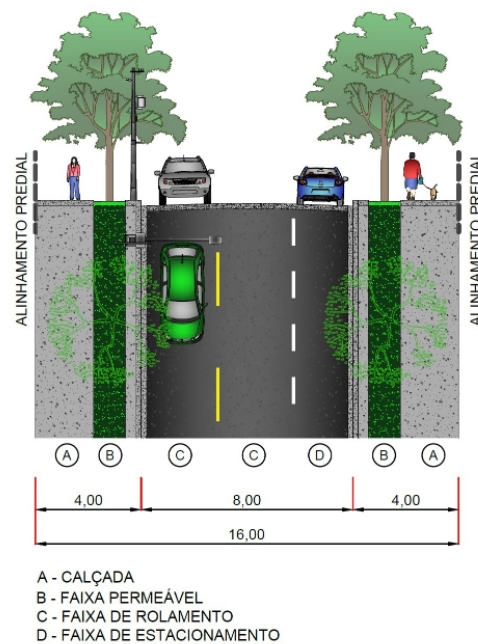 ALINHAMENTO PREDIAL
ALINHAMENTO PREDIAL
A B C C D B A
4,00 8,00 4,00
16,00
A - CALÇADA
B - FAIXA PERMEÁVEL
C - FAIXA DE ROLAMENTO
D - FAIXA DE ESTACIONAMENTO